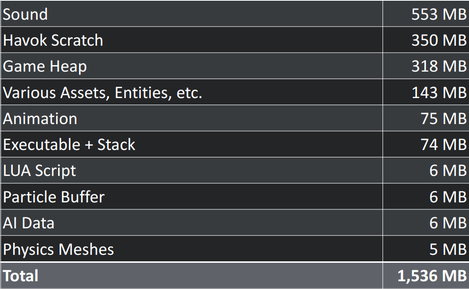 Sound 553 MB
Havok Scratch 350 MB
Game Heap 318 MB
Various Assets, Entities, etc. 143 MB
Animation 75 MB
Executable + Stack 74 MB
LUA Script 6 MB
Particle Buffer 6 MB
AI Data 6 MB
Physics Meshes 5 MB
Total 1,536 MB